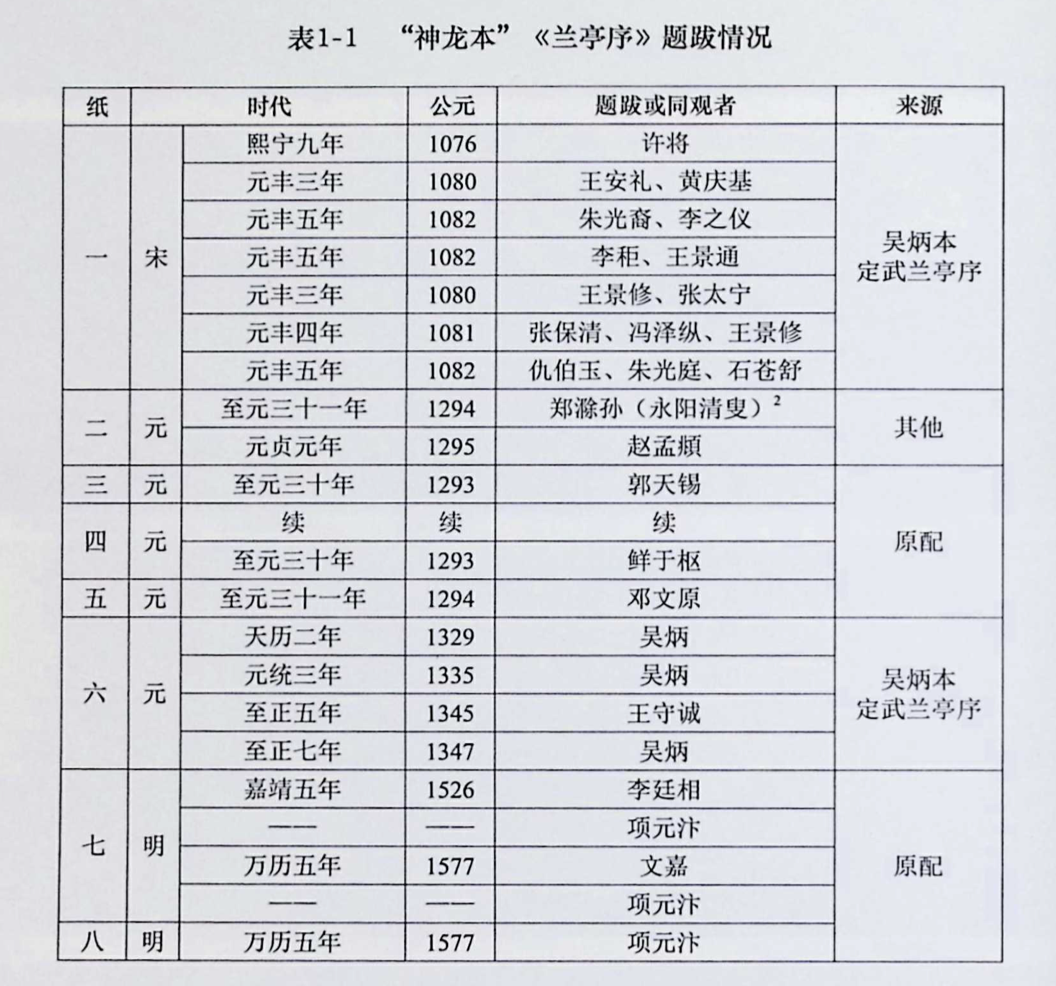 表1-1 “神龙本”《兰亭序》题跋情况
纸 时代 公元 题跋或同观者 来源
一 宋 熙宁九年 1076 许将 吴炳本定武兰亭序
元丰三年 1080 王安礼、黄庆基
元丰五年 1082 朱光裔、李之仪
元丰五年 1082 李秬、王景通
元丰三年 1080 王景修、张太宁
元丰四年 1081 张保清、冯泽纵、王景修
元丰五年 1082 仇伯玉、朱光庭、石苍舒
二 元 至元三十一年 1294 郑滁孙（永阳清叟）2 其他
元贞元年 1295 赵孟頫
三 元 至元三十年 1293 郭天锡 原配
四 元 续 续 续
至元三十年 1293 鲜于枢
五 元 至元三十一年 1294 邓文原
六 元 天历二年 1329 吴炳 吴炳本定武兰亭序
元统三年 1335 吴炳
至正五年 1345 王守诚
至正七年 1347 吴炳
七 明 嘉靖五年 1526 李廷相 原配
—— —— 项元汴
万历五年 1577 文嘉
—— —— 项元汴
八 明 万历五年 1577 项元汴